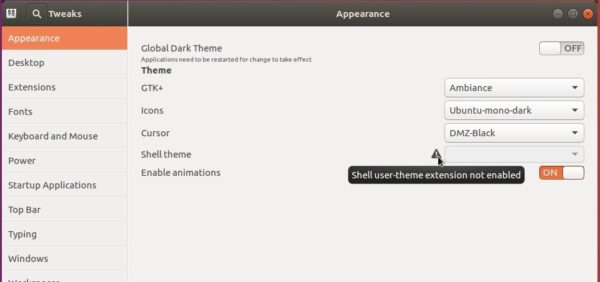 Tweaks
Appearance
Appearance
Desktop
Extensions
Fonts
Keyboard and Mouse
Power
Startup Applications
Top Bar
Typing
Windows
Workspaces
Global Dark Theme
OFF
Applications need to be restarted for change to take effect
Theme
GTK+
Ambiance
Icons
Ubuntu-mono-dark
Cursor
DMZ-Black
Shell theme
Shell user-theme extension not enabled
Enable animations
ON